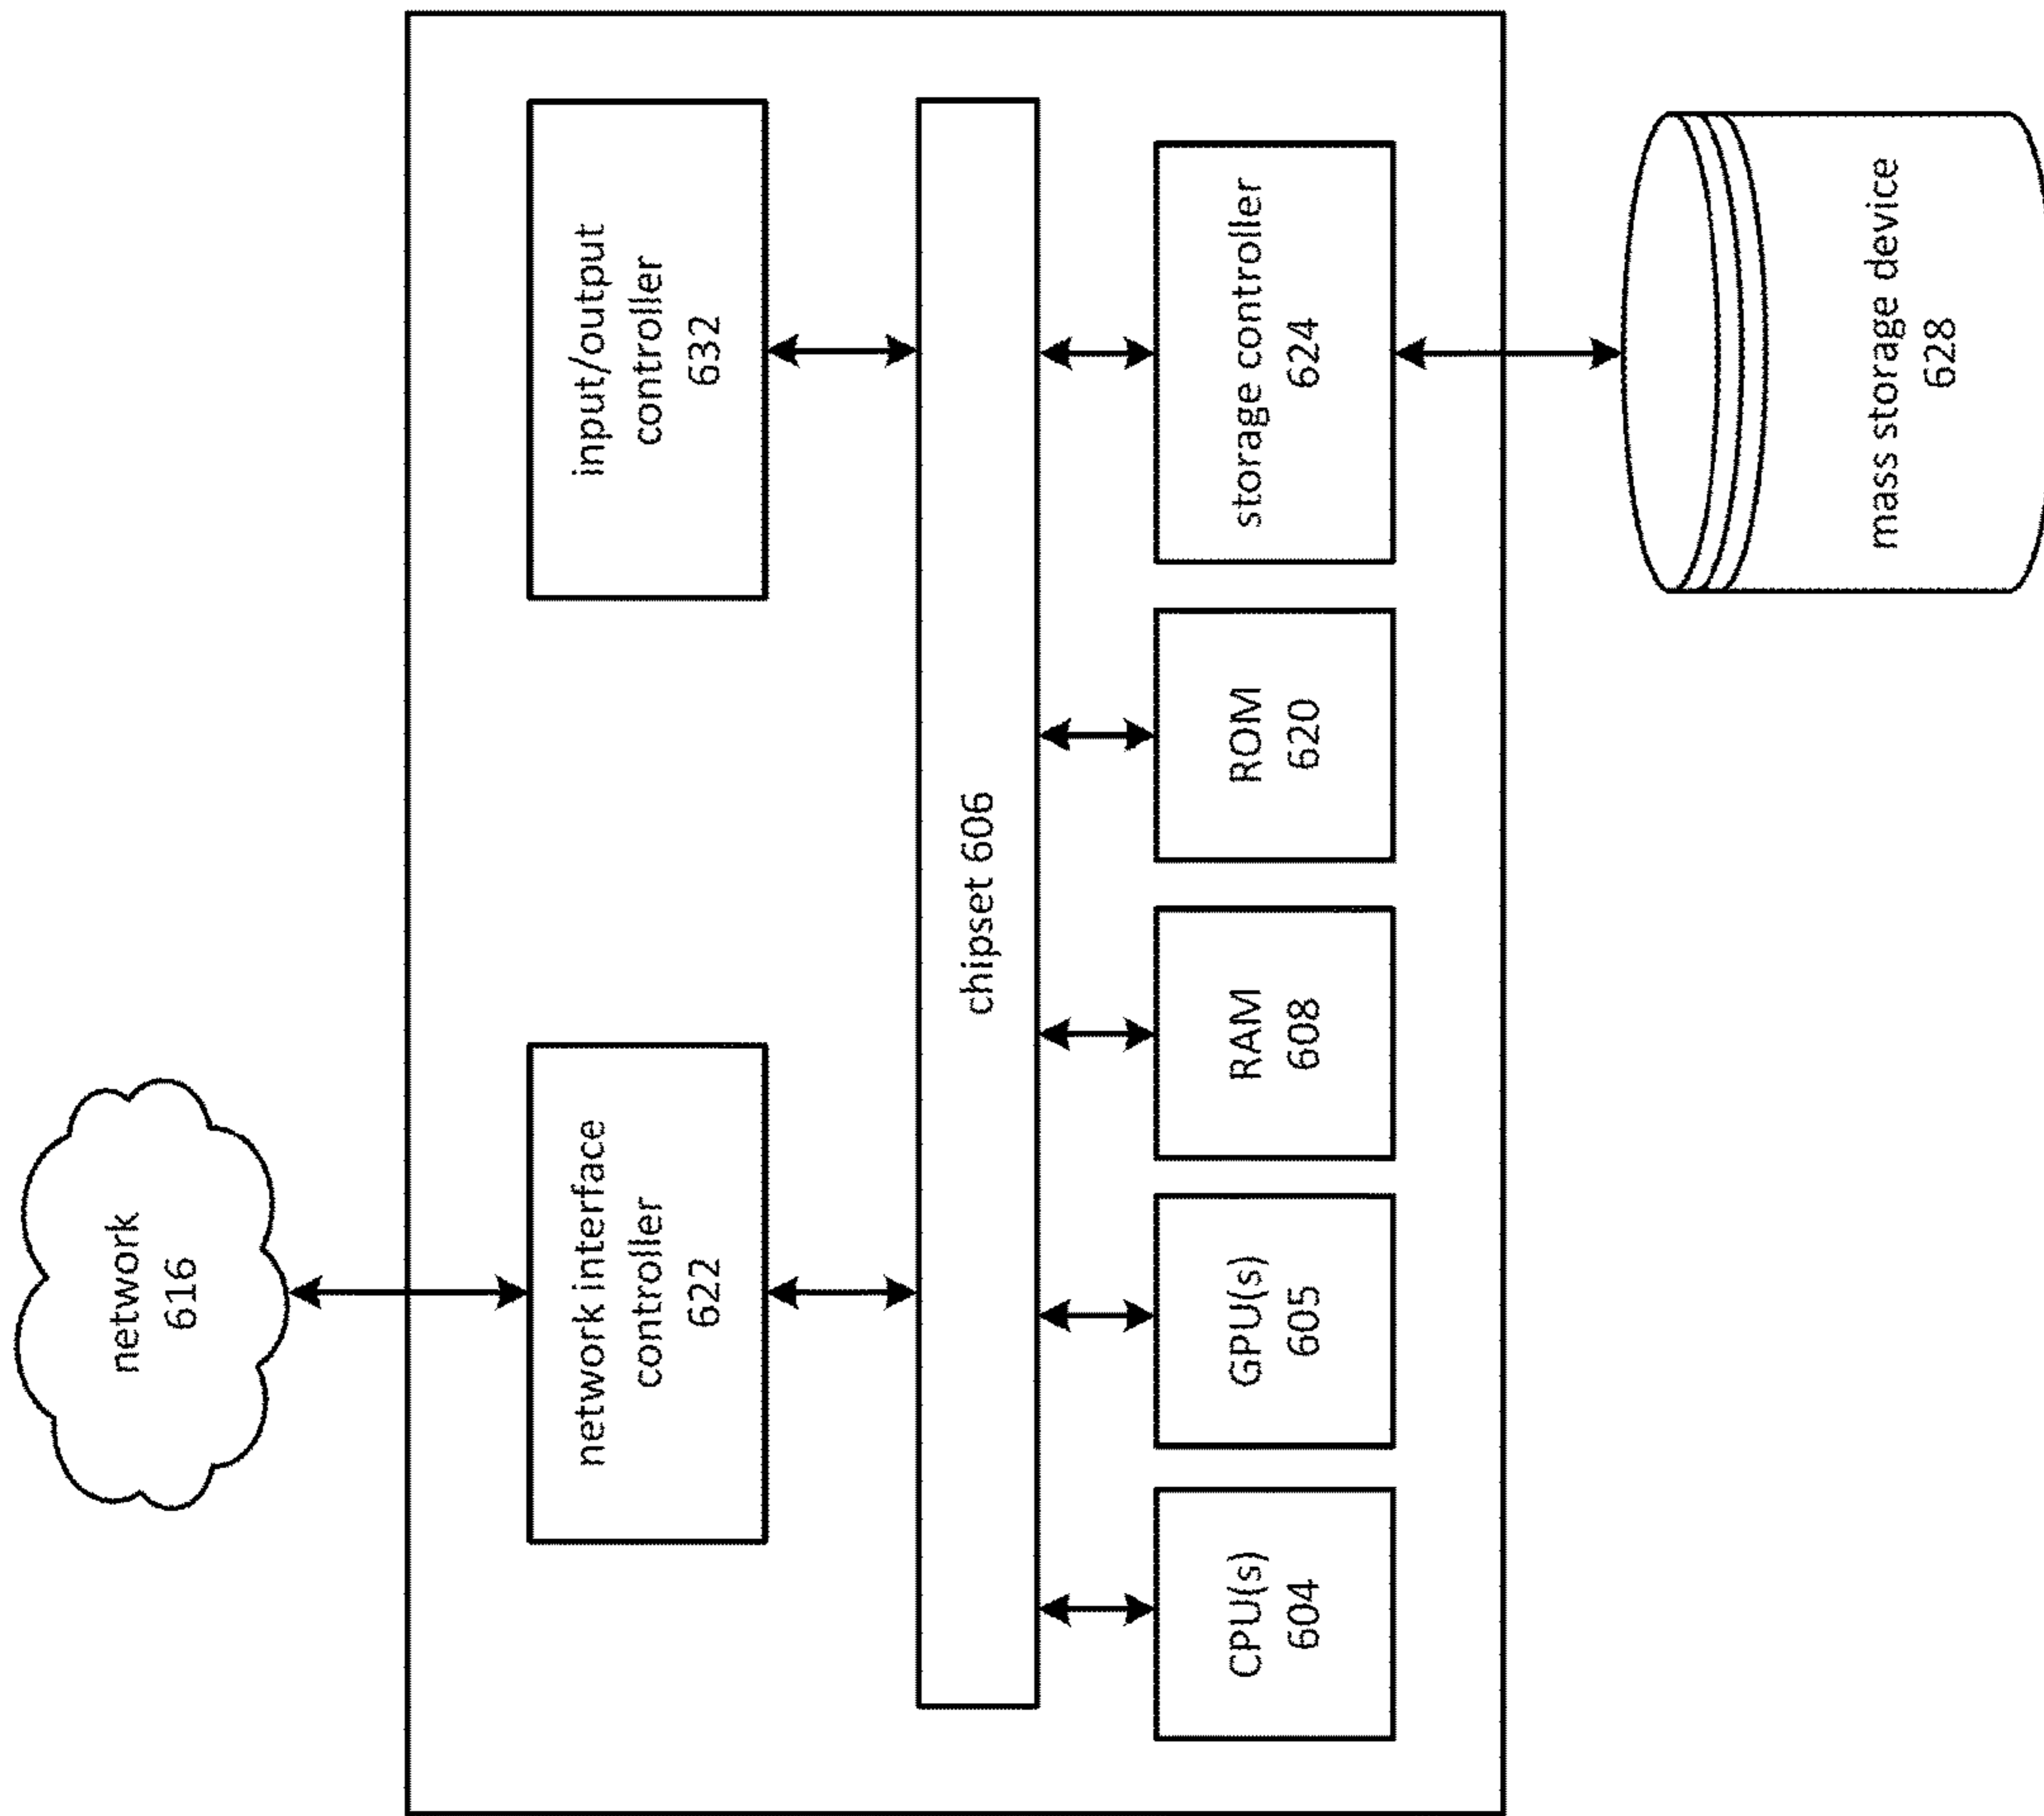 network
616
network interface
controller
622
input/output
controller
632
chipset 606
CPU(s)
604
GPU(s)
605
RAM
608
ROM
620
storage controller
624
mass storage device
628